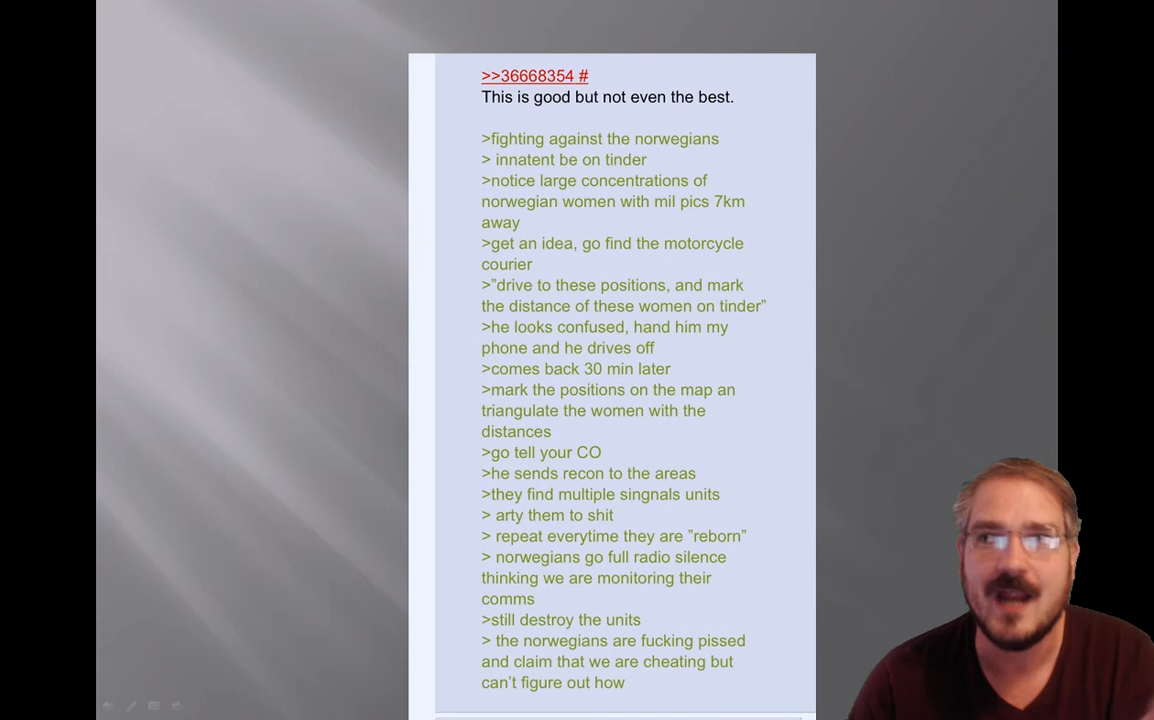 >>36668354 #
This is good but not even the best.
>fighting against the norwegians
> innatent be on tinder
>notice large concentrations of
norwegian women with mil pics 7km
away
>get an idea, go find the motorcycle
courier
>”drive to these positions, and mark
the distance of these women on tinder”
>he looks confused, hand him my
phone and he drives off
>comes back 30 min later
>mark the positions on the map an
triangulate the women with the
distances
>go tell your CO
>he sends recon to the areas
>they find multiple singnals units
> arty them to shit
> repeat everytime they are ”reborn”
> norwegians go full radio silence
thinking we are monitoring their
comms
>still destroy the units
> the norwegians are fucking pissed
and claim that we are cheating but
can’t figure out how